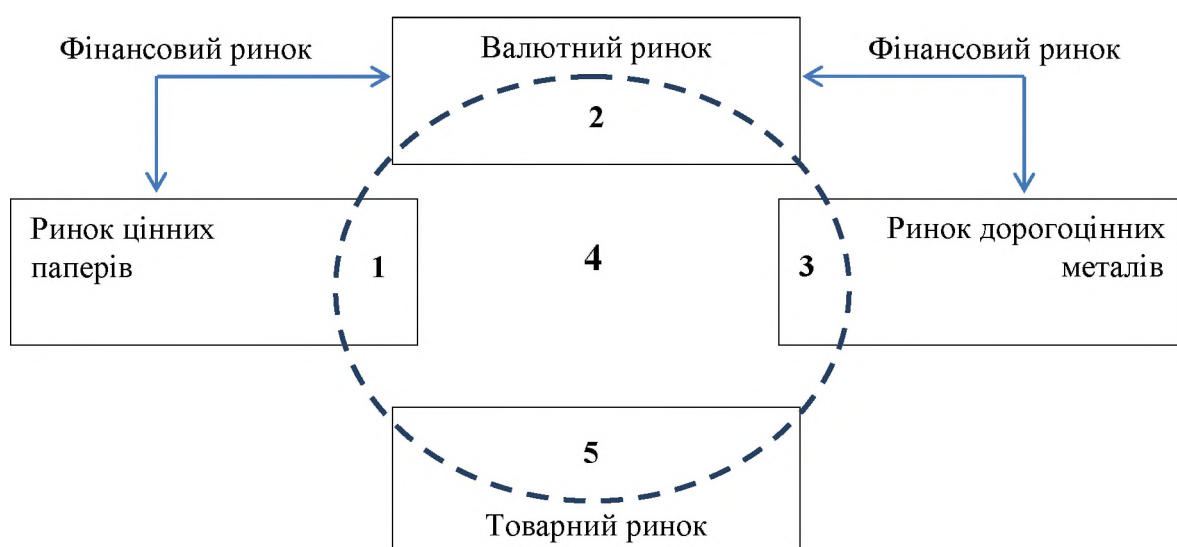 Фінансовий ринок
Валютний ринок
Фінансовий ринок
2
Ринок цінних
паперів
1
4
3
Ринок дорогоцінних
металів
5
Товарний ринок